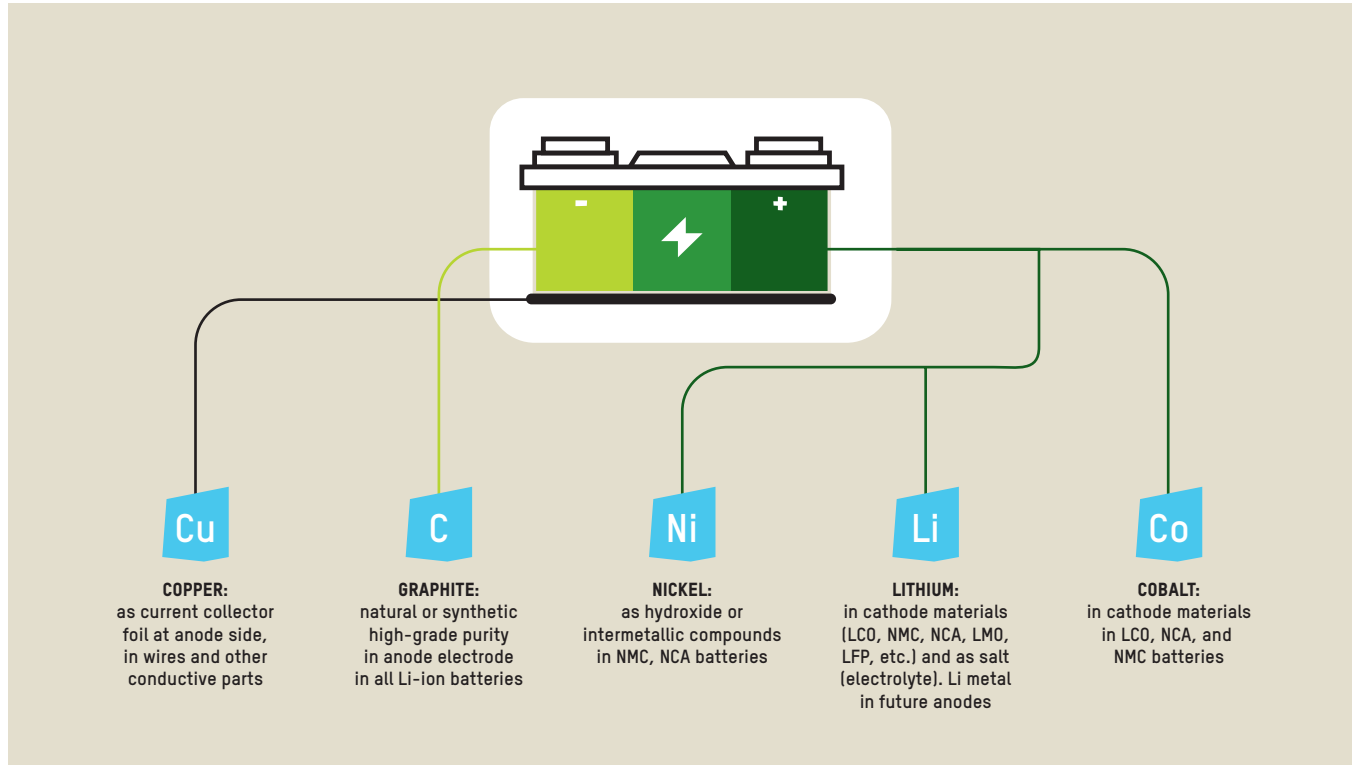 -
+
Cu
C
Ni
Li
Co
COPPER:
as current collector
foil at anode side,
in wires and other
conductive parts
GRAPHITE:
natural or synthetic
high-grade purity
in anode electrode
in all Li-ion batteries
NICKEL:
as hydroxide or
intermetallic compounds
in NMC, NCA batteries
LITHIUM:
in cathode materials
(LCO, NMC, NCA, LMO,
LFP, etc.) and as salt
(electrolyte). Li metal
in future anodes
COBALT:
in cathode materials
in LCO, NCA, and
NMC batteries